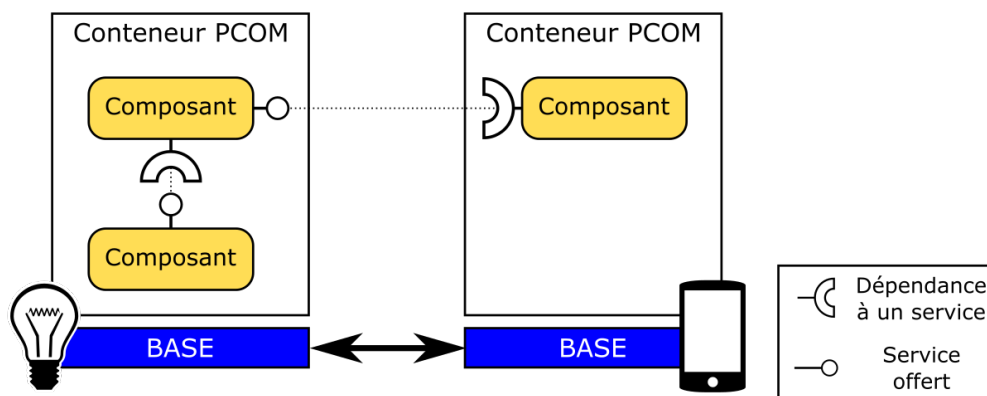 Conteneur PCOM
Composant
Composant
BASE
Conteneur PCOM
Composant
BASE
Dépendance
à un service
Service
offert